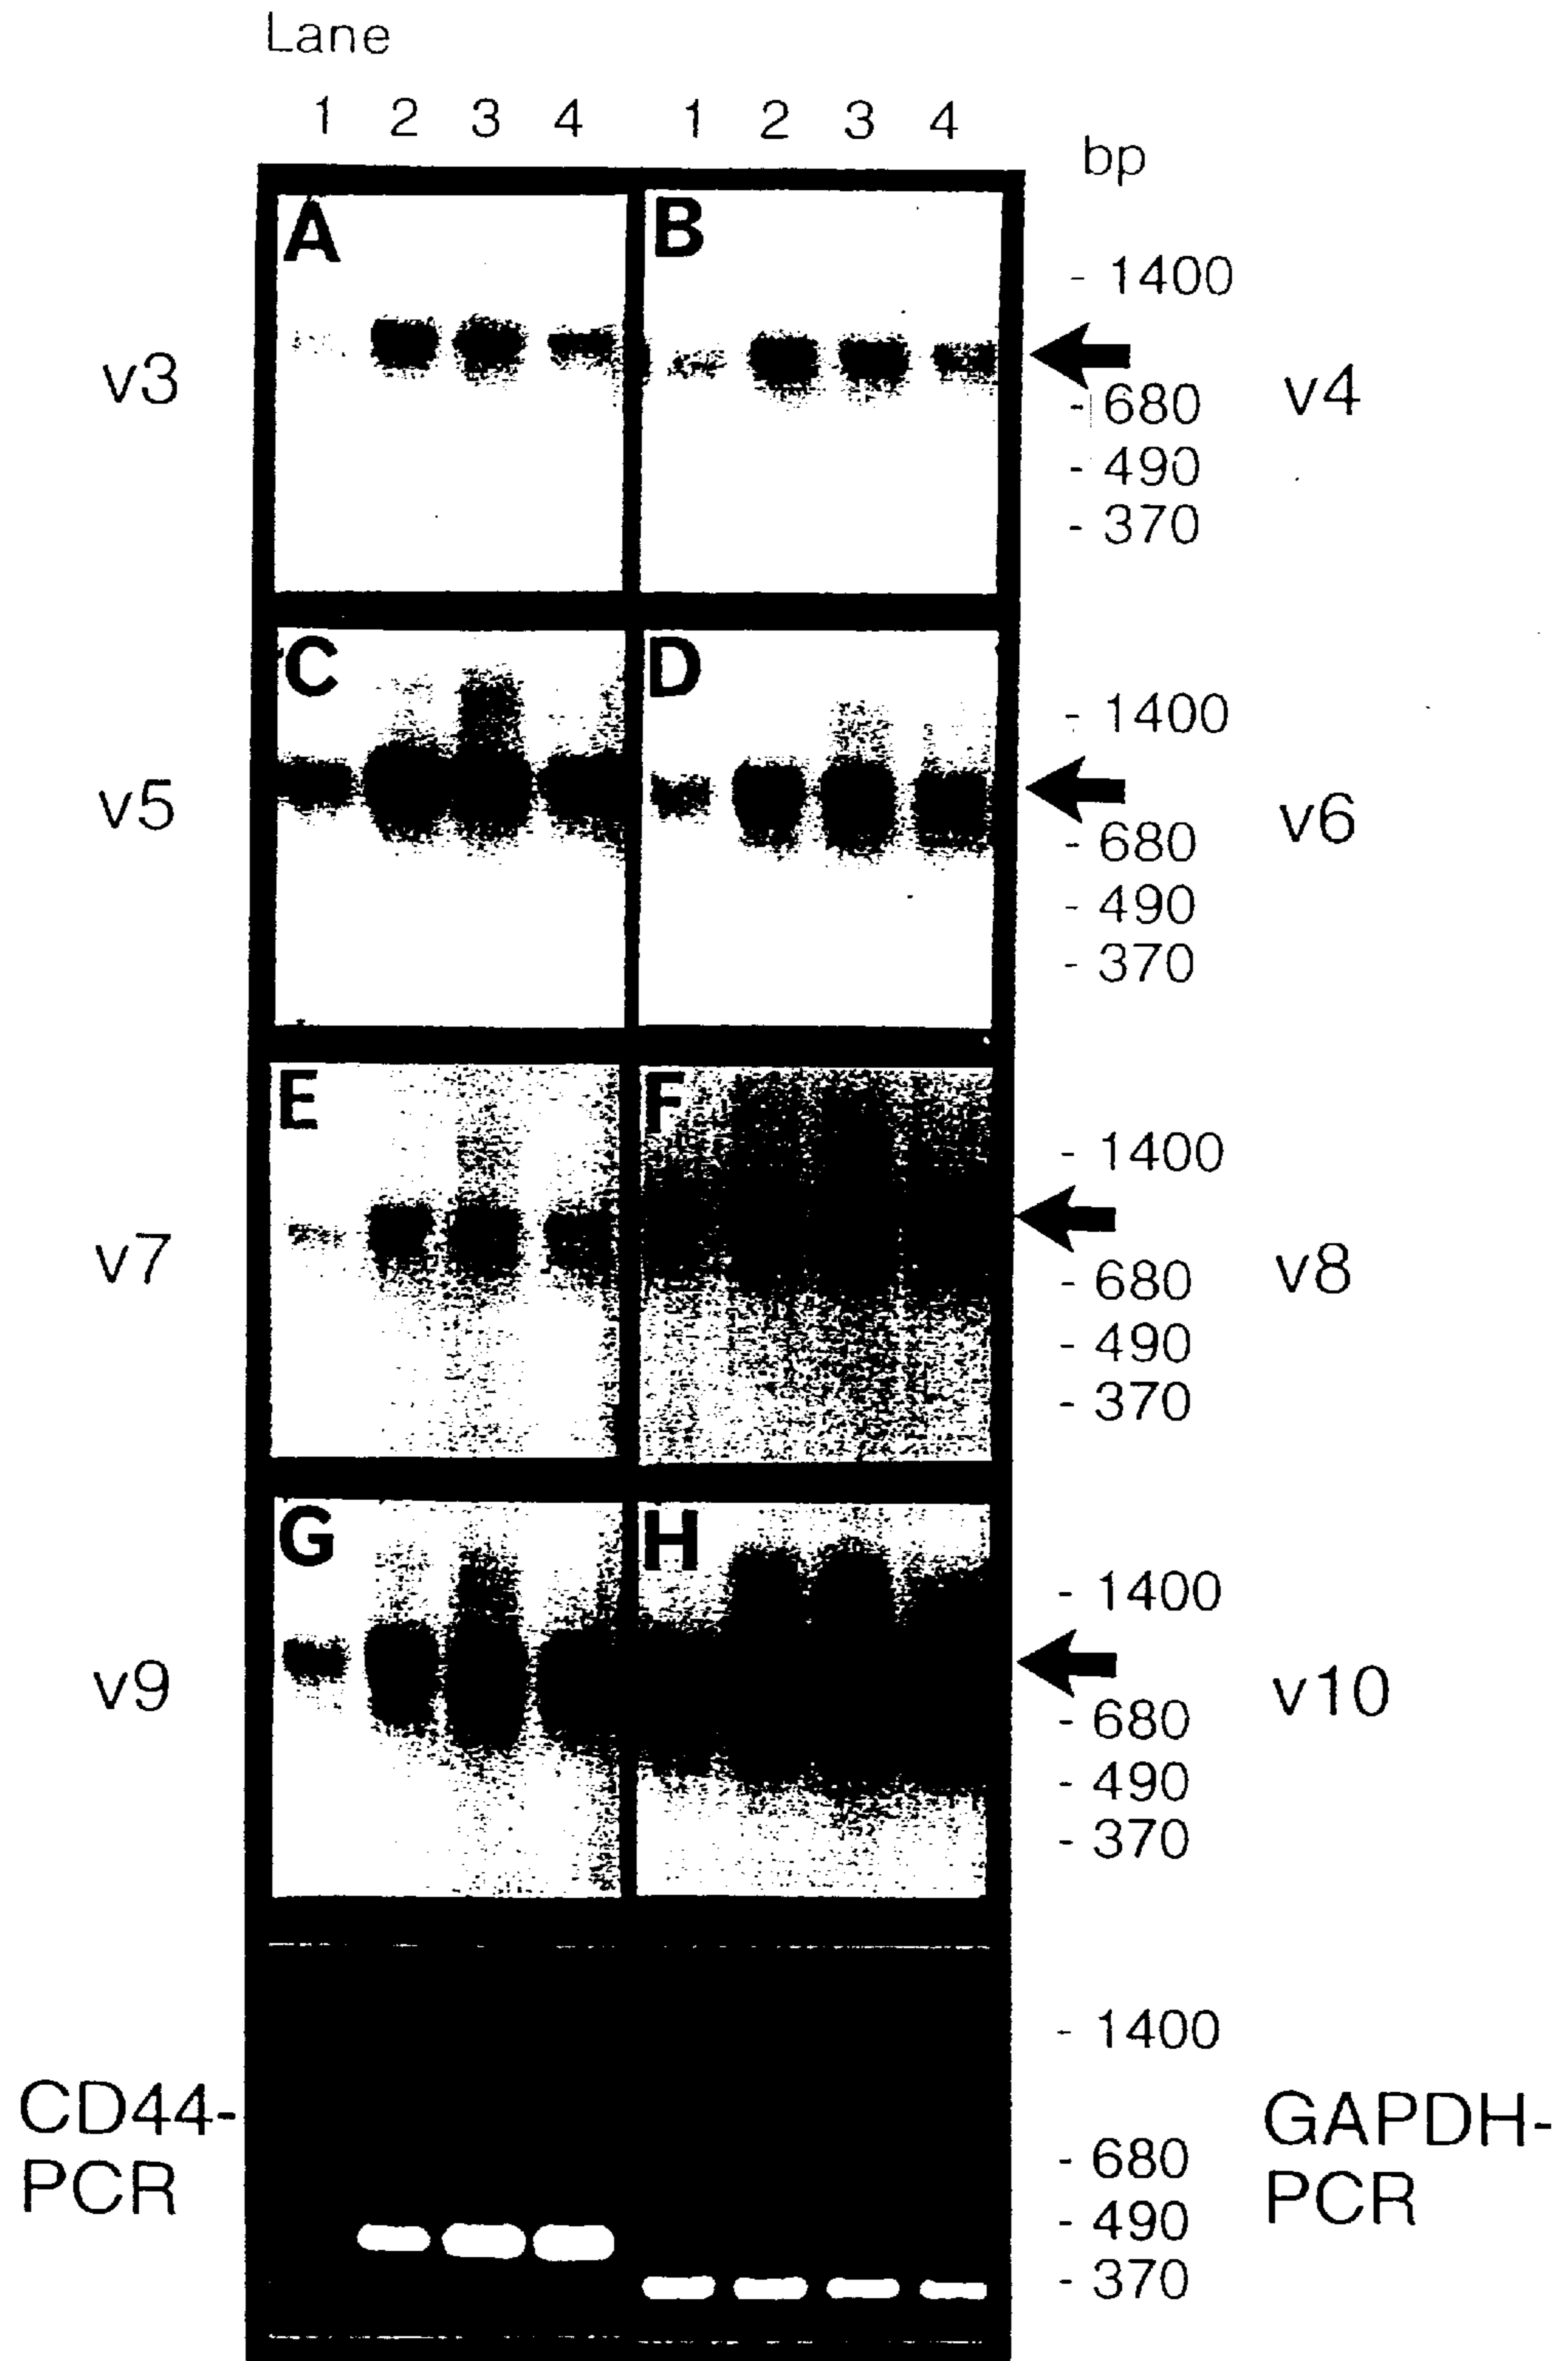 Lane
1 2 3 4 1 2 3 4
bp
A B
- 1400
v3 v4
- 680
- 490
- 370
C D
- 1400
v5 v6
- 680
- 490
- 370
E F
- 1400
v7 v8
- 680
- 490
- 370
G H
- 1400
v9 v10
- 680
- 490
- 370
- 1400
CD44-
PCR
GAPDH-
PCR
- 680
- 490
- 370